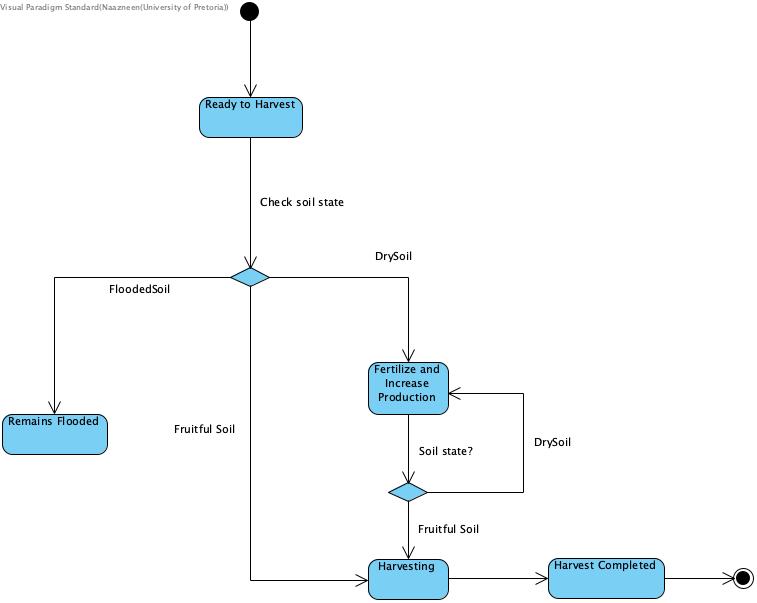 Visual Paradigm Standard(Naazneen(University of Pretoria))
Ready to Harvest
Check soil state
DrySoil
FloodedSoil
Fertilize and
Increase
Production
Remains Flooded
Fruitful Soil
DrySoil
Soil state?
Fruitful Soil
Harvesting
Harvest Completed